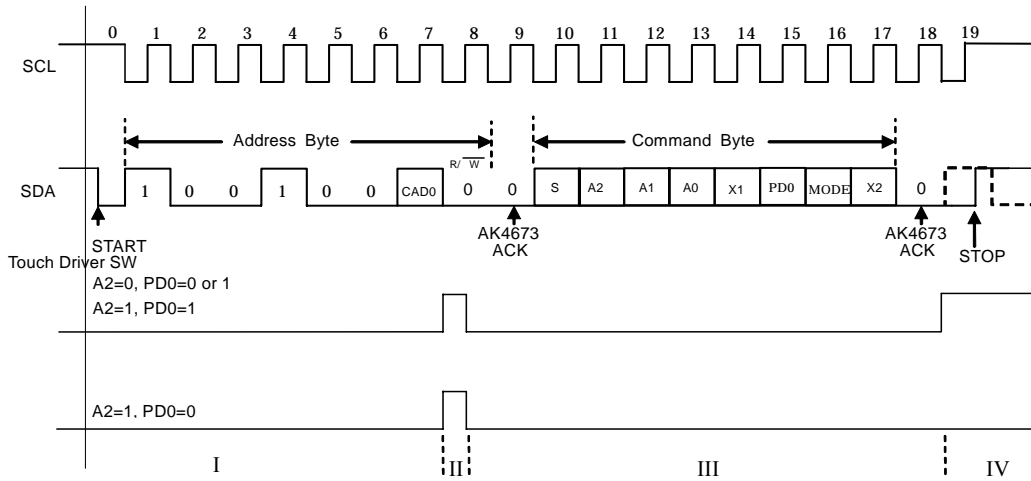 0 1 2 3 4 5 6 7 8 9 10 11 12 13 14 15 16 17 18 19
SCL
Address Byte Command Byte
R/W
SDA 1 0 0 1 0 0 CAD0 0 0 S A2 A1 A0 X1 PD0 MODE X2 0
START AK4673 ACK AK4673 ACK STOP
Touch Driver SW
A2=0, PD0=0 or 1
A2=1, PD0=1
A2=1, PD0=0
I II III IV